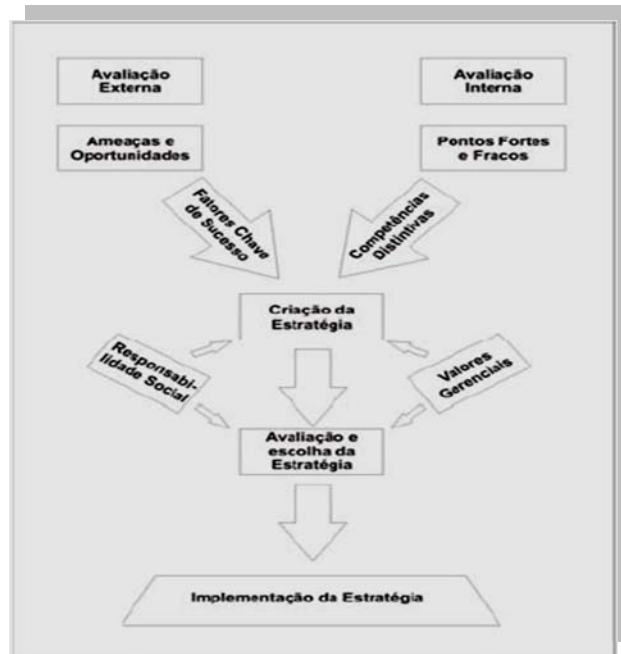 Avaliação
Externa
Avaliação
Interna
Ameaças e
Oportunidades
Pontos Fortes
e Fracos
Fatores Chave
de Sucesso
Competências
Distintivas
Criação da
Estratégia
Responsabi-
lidade Social
Valores
Gerenciais
Avaliação e
escolha da
Estratégia
Implementação da Estratégia